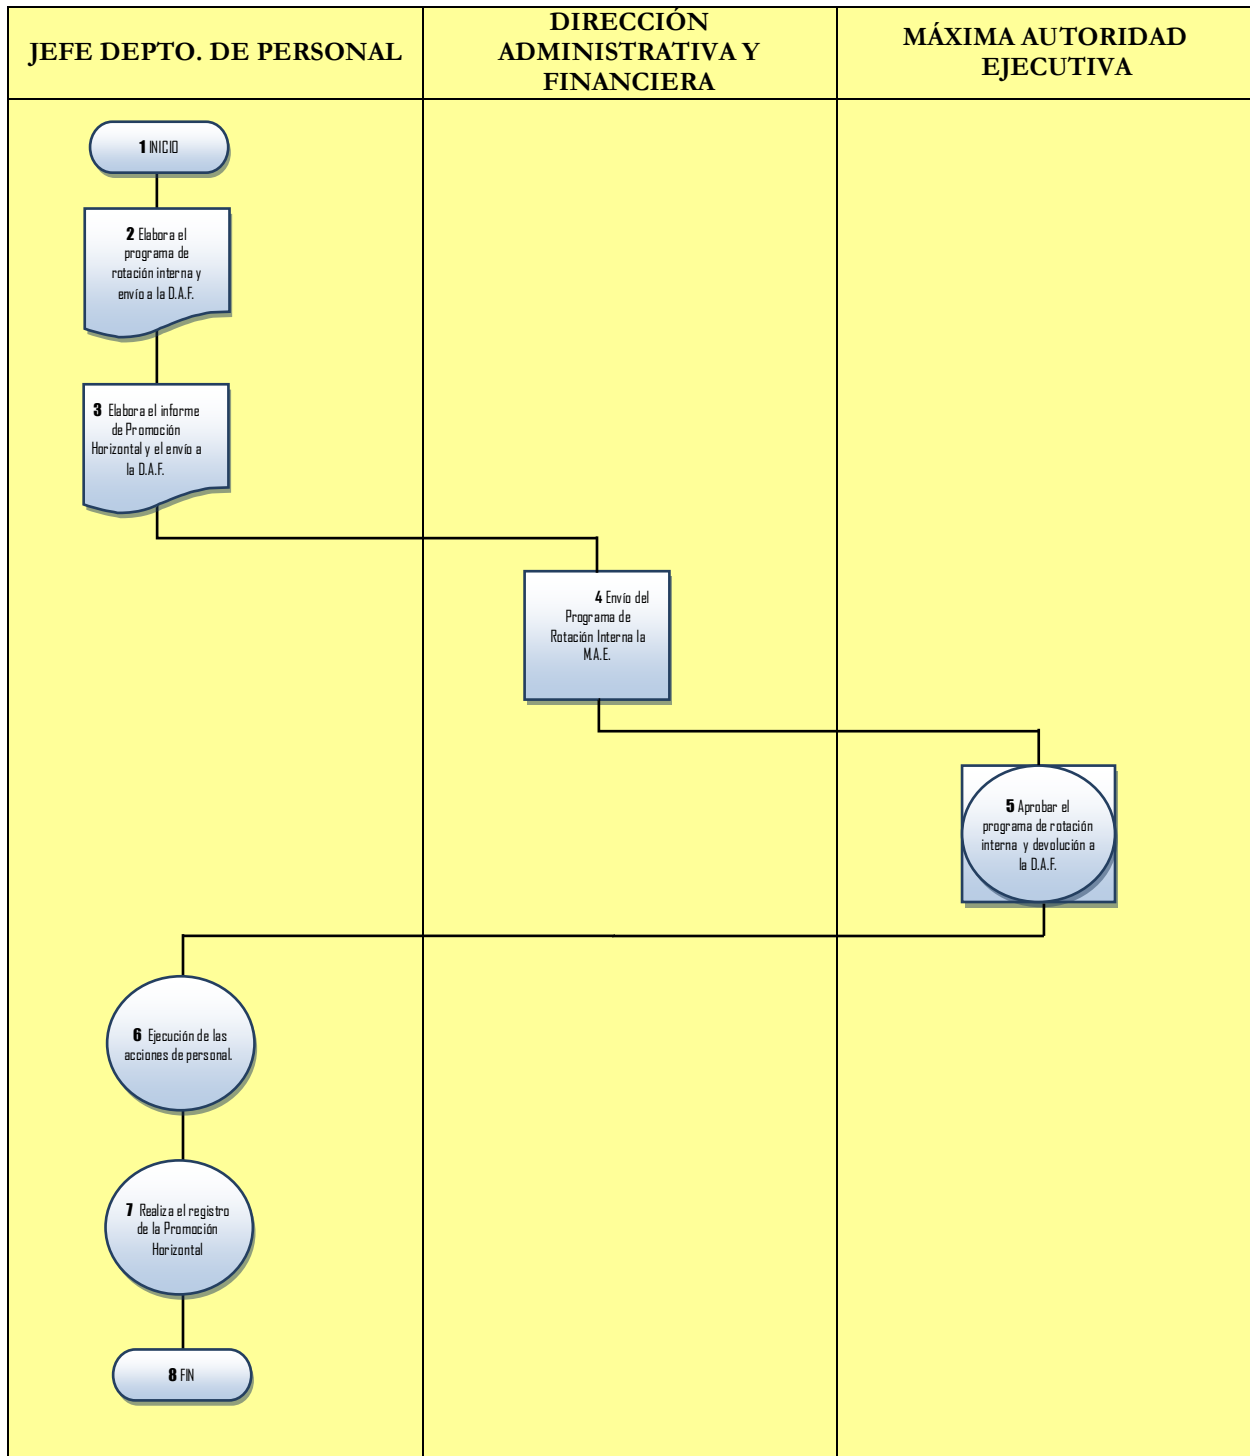 JEFE DEPTO. DE PERSONAL
DIRECCIÓN
ADMINISTRATIVA Y
FINANCIERA
MÁXIMA AUTORIDAD
EJECUTIVA
1 INICIO
2 Elabora el
programa de
rotación interna y
envío a la D.A.F.
3 Elabora el informe
de Promoción
Horizontal y el envío a
la D.A.F.
4 Envío del
Programa de
Rotación Interna la
M.A.E.
5 Aprobar el
programa de rotación
interna y devolución a
la D.A.F.
6 Ejecución de las
acciones de personal.
7 Realiza el registro
de la Promoción
Horizontal
8 FIN